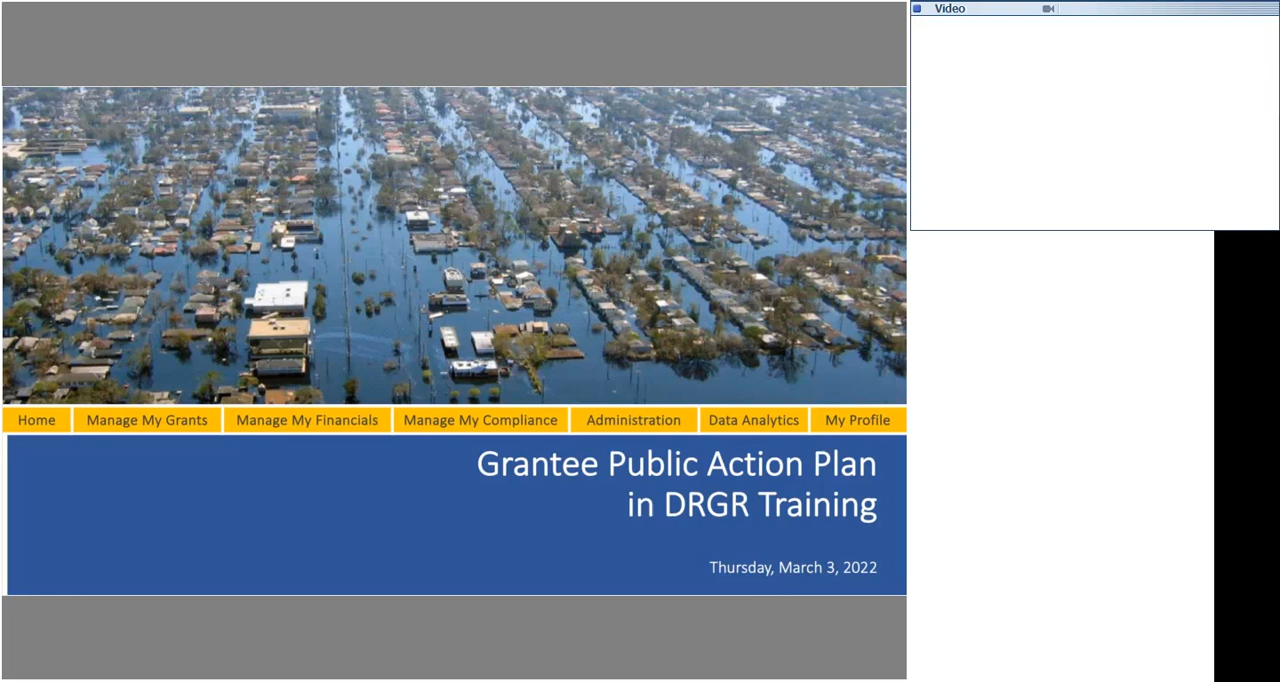 Video
Home
Manage My Grants
Manage My Financials
Manage My Compliance
Administration
Data Analytics
My Profile
Grantee Public Action Plan
in DRGR Training
Thursday, March 3, 2022